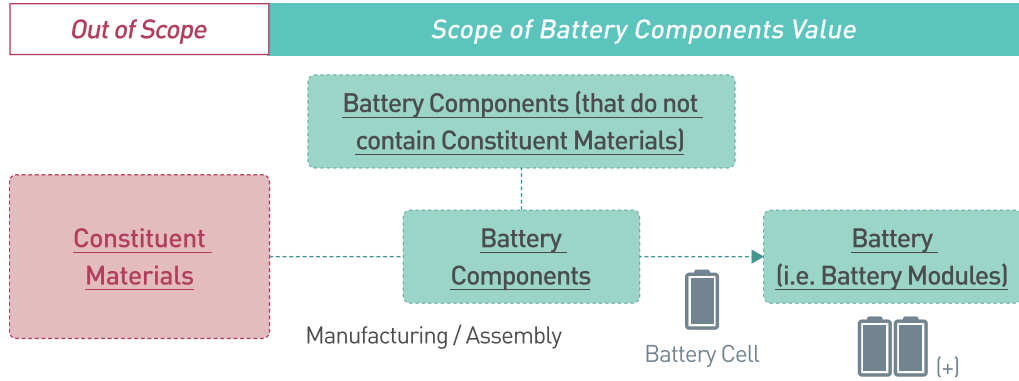 Out of Scope
Scope of Battery Components Value
Battery Components (that do not
contain Constituent Materials)
Constituent
Materials
Battery
Components
Battery
(i.e. Battery Modules)
Manufacturing / Assembly
Battery Cell
(+)